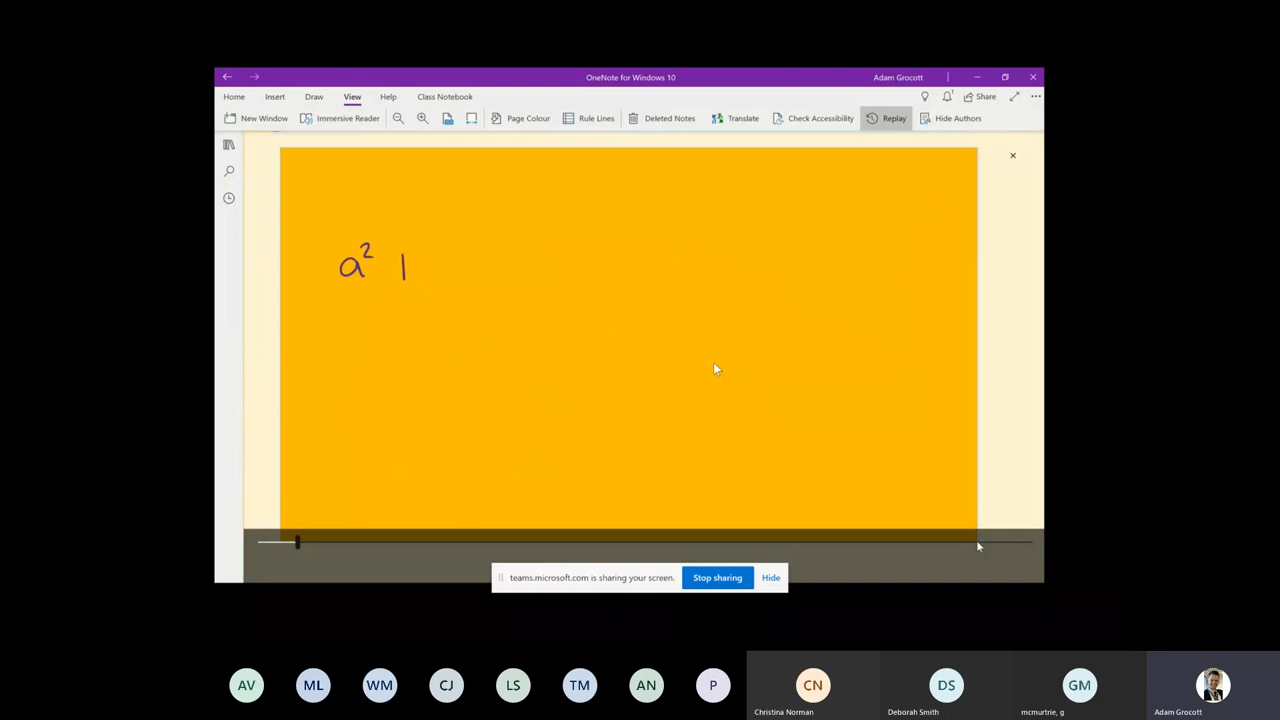 OneNote for Windows 10 Adam Grocott
Home Insert Draw View Help Class Notebook Share
New Window Immersive Reader Page Colour Rule Lines Deleted Notes Translate Check Accessibility Replay Hide Authors
a² |
teams.microsoft.com is sharing your screen. Stop sharing Hide
AV ML WM CJ LS TM AN P CN DS GM
Christina Norman Deborah Smith mcmurtrie, g Adam Grocott